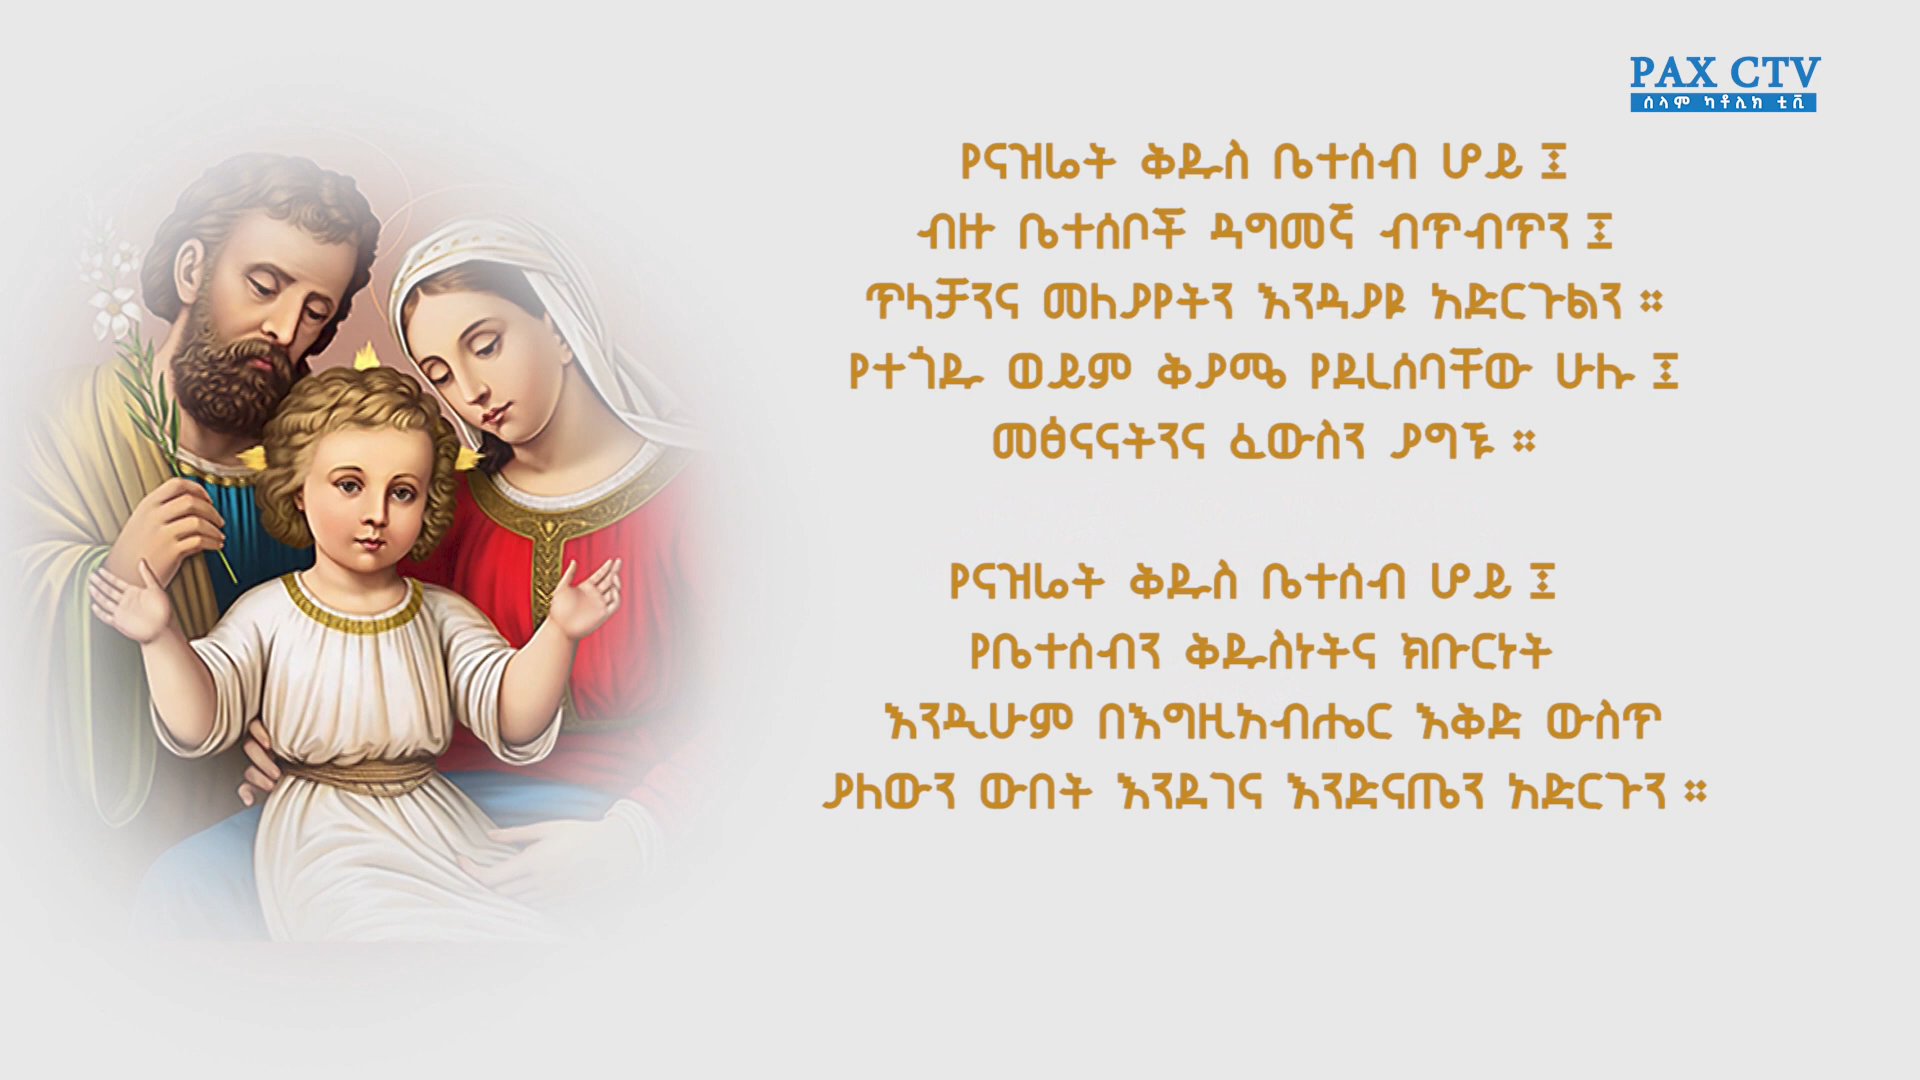 PAX CTV
ሰላም ካቶሊክ ቲቪ
የናዝሬት ቅዱስ ቤተሰብ ሆይ ፤
ብዙ ቤተሰቦች ዳግመኛ ብጥብጥን ፤
ጥላቻንና መለያየትን እንዳያዩ አድርጉልን ።
የተጎዱ ወይም ቅያሜ የደረሰባቸው ሁሉ ፤
መፅናናትንና ፈውስን ያግኙ ።
የናዝሬት ቅዱስ ቤተሰብ ሆይ ፤
የቤተሰብን ቅዱስነትና ክቡርነት
እንዲሁም በእግዚአብሔር እቅድ ውስጥ
ያለውን ውበት እንደገና እንድናጤን አድርጉን ።